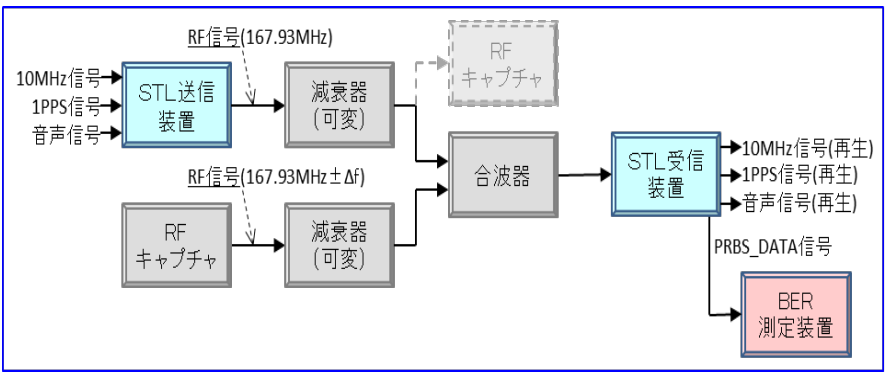 RF信号(167.93MHz)
RF
キャプチャ
10MHz信号
1PPS信号
音声信号
STL送信
装置
減衰器
(可変)
合波器
STL受信
装置
10MHz信号(再生)
1PPS信号(再生)
音声信号(再生)
RF信号(167.93MHz±Δf)
RF
キャプチャ
減衰器
(可変)
PRBS_DATA信号
BER
測定装置